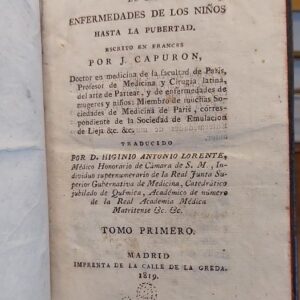 ENFERMEDADES DE LOS NIÑOS
HASTA LA PUBERTAD.
ESCRITO EN FRANCES
POR J. CAPURON,
Doctor en medicina de la facultad de Paris,
Profesor de Medicina y Cirugía latina,
del arte de Partear, y de enfermedades de
mugeres y niños: Miembro de muchas so-
ciedades de Medicina de Paris, corres-
pondiente de la Sociedad de Emulacion
de Lieja &c. &c.
TRADUCIDO
POR D. HIGINIO ANTONIO LORENTE,
Médico Honorario de Cámara de S. M., In-
dividuo supernumerario de la Real Junta Su-
perior Gubernativa de Medicina, Catedrático
jubilado de Química, Académico de número
de la Real Academia Médica
Matritense &c. &c.
TOMO PRIMERO.
MADRID
IMPRENTA DE LA CALLE DE LA GREDA.
1819.